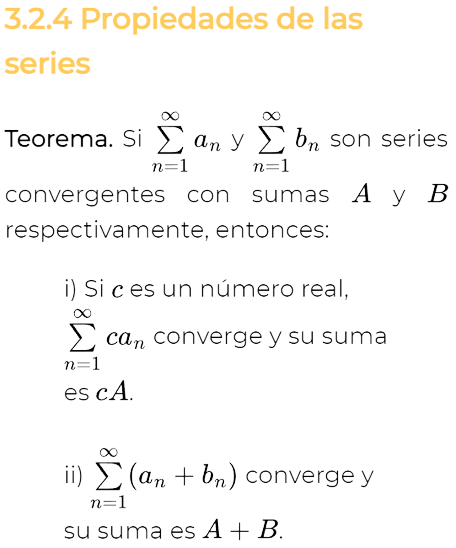 3.2.4 Propiedades de las
series
Teorema. Si $\sum_{n=1}^{\infty} a_n$ y $\sum_{n=1}^{\infty} b_n$ son series
convergentes con sumas $A$ y $B$
respectivamente, entonces:
i) Si $c$ es un número real,
$\sum_{n=1}^{\infty} ca_n$ converge y su suma
es $cA$.
ii) $\sum_{n=1}^{\infty} (a_n + b_n)$ converge y
su suma es $A + B$.